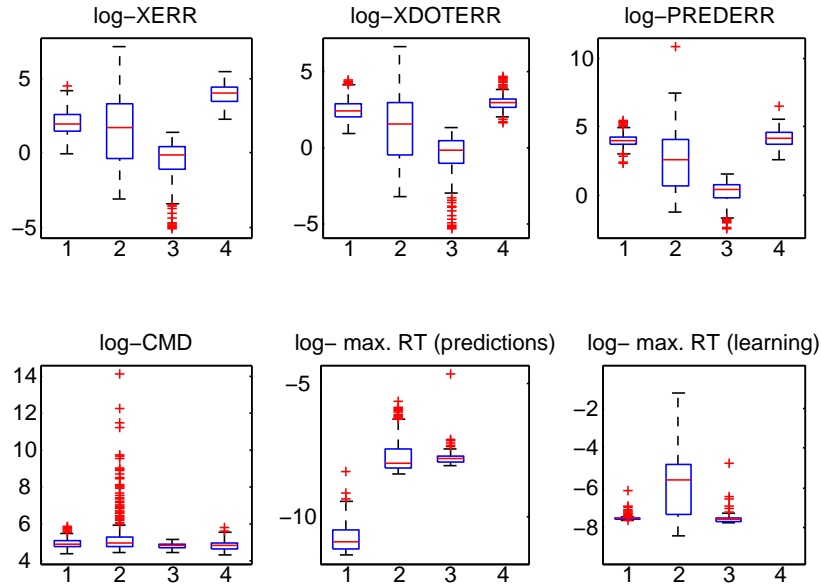 log−XERR log−XDOTERR log−PREDERR
5 5 10
0 0 5
−5 −5 0
1 2 3 4 1 2 3 4 1 2 3 4
log−CMD log− max. RT (predictions) log− max. RT (learning)
14 −5 −2
12 −10 −4
10 −6
8 −8
6
4
1 2 3 4 1 2 3 4 1 2 3 4